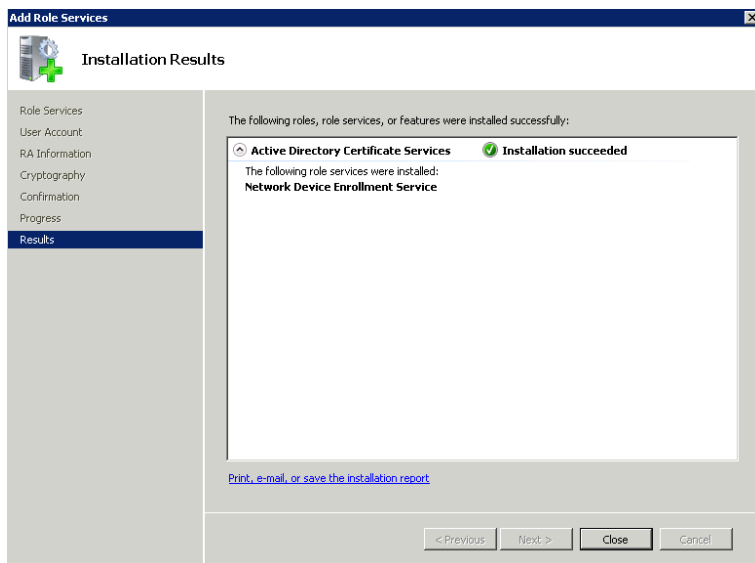 Add Role Services
Installation Results
Role Services
User Account
RA Information
Cryptography
Confirmation
Progress
Results
The following roles, role services, or features were installed successfully:
Active Directory Certificate Services Installation succeeded
The following role services were installed:
Network Device Enrollment Service
Print, e-mail, or save the installation report
< Previous Next > Close Cancel